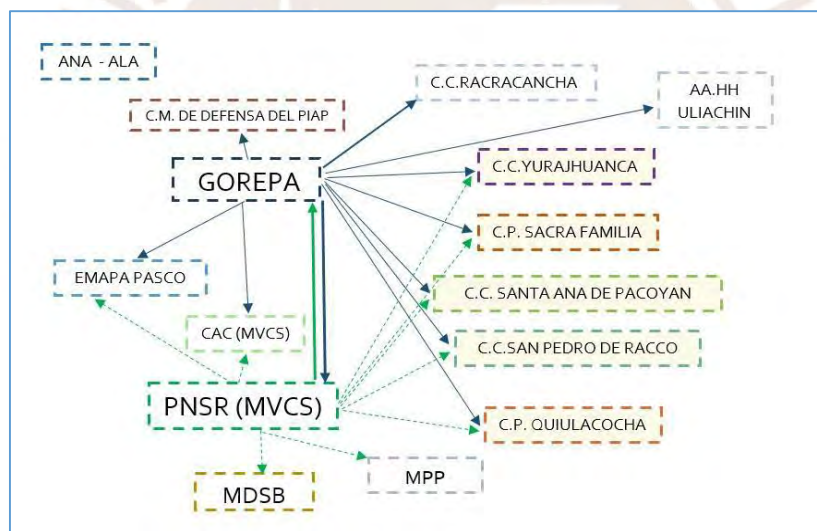 ANA - ALA
C.C.RACRACANCHA
AA.HH
ULIACHIN
C.M. DE DEFENSA DEL PIAP
C.C.YURAJHUANCA
GOREPA
C.P. SACRA FAMILIA
EMAPA PASCO
C.C. SANTA ANA DE PACOYAN
CAC (MVCS)
C.C.SAN PEDRO DE RACCO
PNSR (MVCS)
C.P. QUIULACOCHA
MPP
MDSB